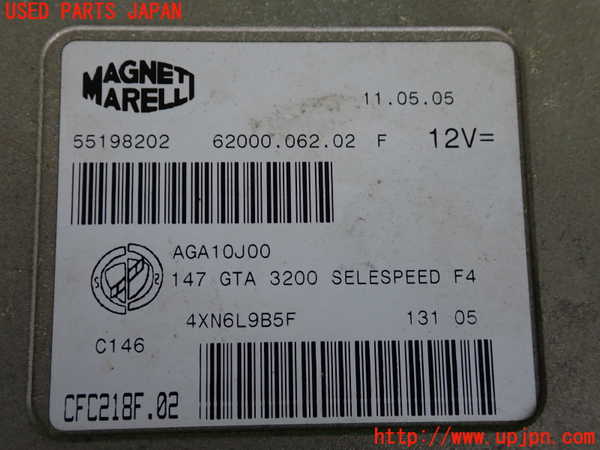 USED PARTS JAPAN
MAGNETI
MARELLI
11.05.05
55198202 62000.062.02 F 12V=
AGA10J00
147 GTA 3200 SELESPEED F4
4XN6L9B5F 131 05
C146
CFC218F.02
UPJ
http://www.upjpn.com